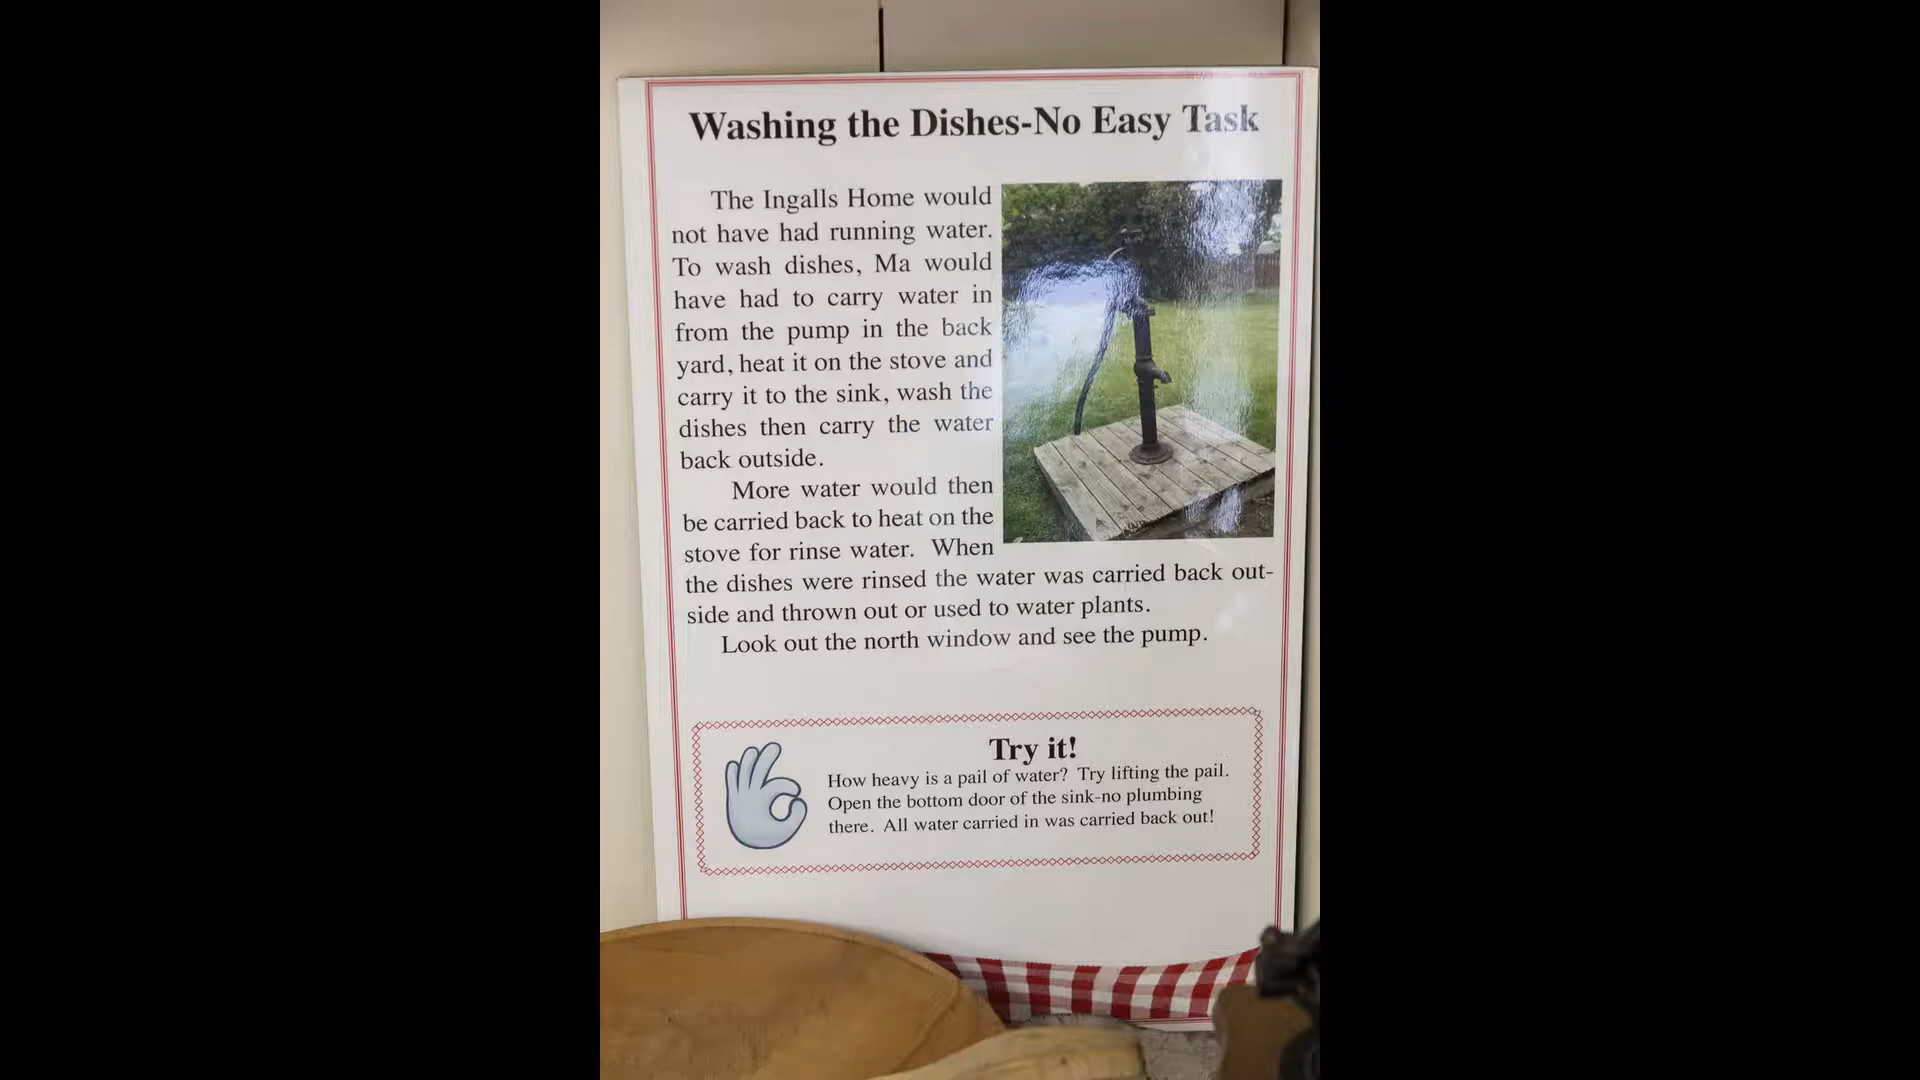 Washing the Dishes-No Easy Task
The Ingalls Home would
not have had running water.
To wash dishes, Ma would
have had to carry water in
from the pump in the back
yard, heat it on the stove and
carry it to the sink, wash the
dishes then carry the water
back outside.
More water would then
be carried back to heat on the
stove for rinse water. When
the dishes were rinsed the water was carried back out-
side and thrown out or used to water plants.
Look out the north window and see the pump.
Try it!
How heavy is a pail of water? Try lifting the pail.
Open the bottom door of the sink-no plumbing
there. All water carried in was carried back out!